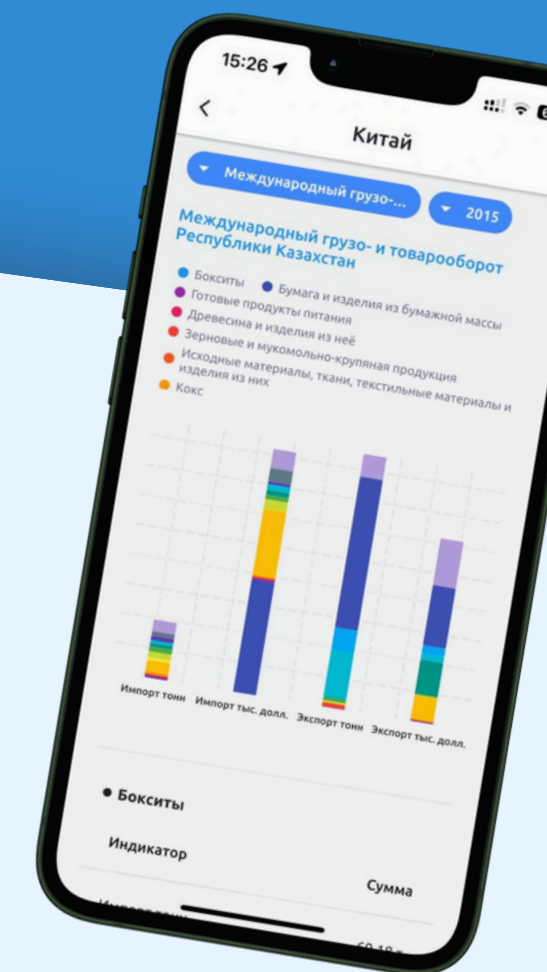 15:26
Китай
Международный грузо-...
2015
Международный грузо- и товарооборот
Республики Казахстан
Бокситы
Бумага и изделия из бумажной массы
Готовые продукты питания
Древесина и изделия из неё
Зерновые и мукомольно-крупяная продукция
Исходные материалы, ткани, текстильные материалы и
изделия из них
Кокс
Импорт тонн
Импорт тыс. долл.
Экспорт тонн
Экспорт тыс. долл.
Бокситы
Индикатор
Сумма
Импорт тонн